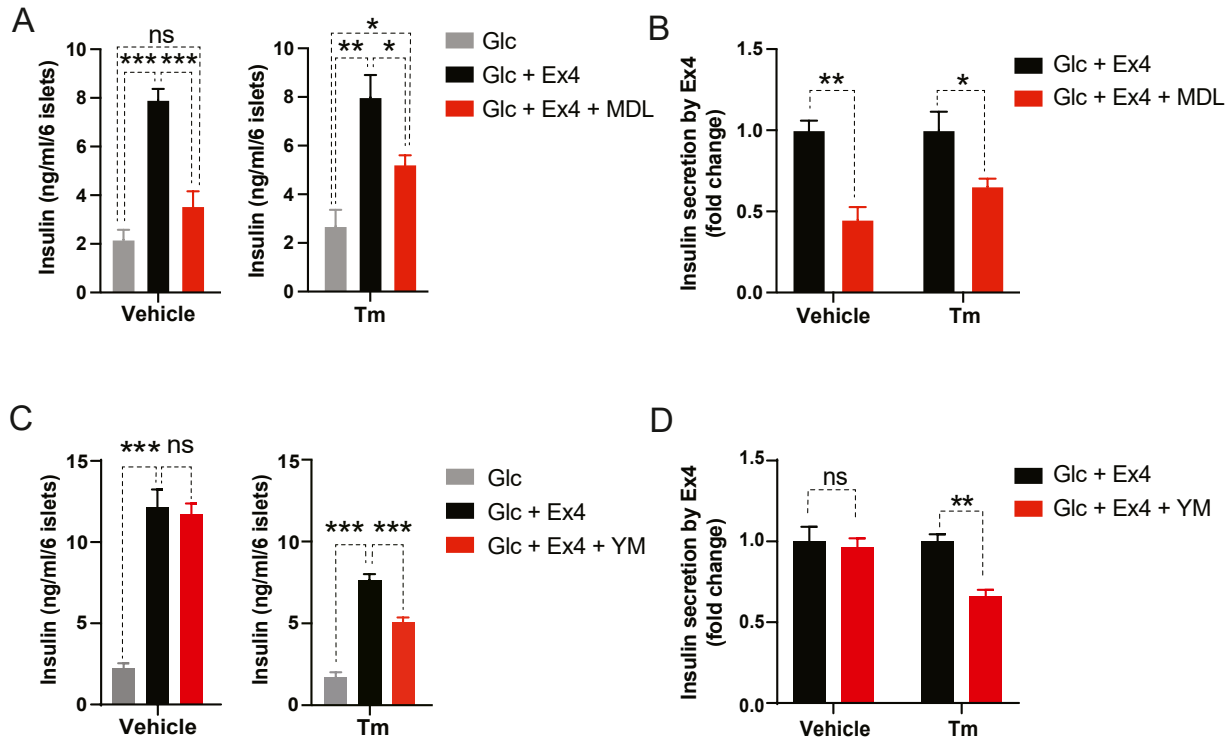 A
Insulin (ng/ml/6 islets)
10
8
6
4
2
0
ns
*** ***
Vehicle
Insulin (ng/ml/6 islets)
10
8
6
4
2
0
*
** *
Tm
Glc
Glc + Ex4
Glc + Ex4 + MDL
B
Insulin secretion by Ex4
(fold change)
1.5
1.0
0.5
0.0
**
*
Vehicle
Tm
Glc + Ex4
Glc + Ex4 + MDL
C
Insulin (ng/ml/6 islets)
15
10
5
0
*** ns
Vehicle
Insulin (ng/ml/6 islets)
15
10
5
0
*** ***
Tm
Glc
Glc + Ex4
Glc + Ex4 + YM
D
Insulin secretion by Ex4
(fold change)
1.5
1.0
0.5
0.0
ns
**
Vehicle
Tm
Glc + Ex4
Glc + Ex4 + YM